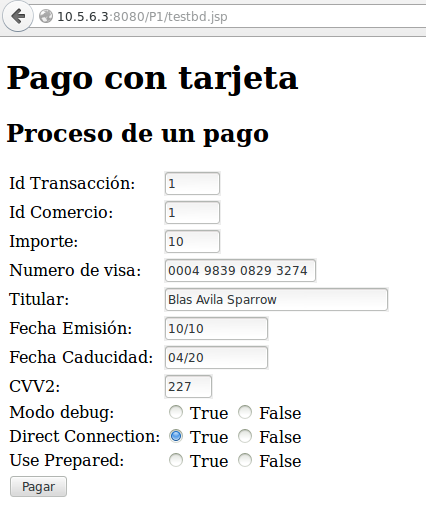 10.5.6.3:8080/P1/testbd.jsp
Pago con tarjeta
Proceso de un pago
Id Transacción: 1
Id Comercio: 1
Importe: 10
Numero de visa: 0004 9839 0829 3274
Titular: Blas Avila Sparrow
Fecha Emisión: 10/10
Fecha Caducidad: 04/20
CVV2: 227
Modo debug: True False
Direct Connection: True False
Use Prepared: True False
Pagar